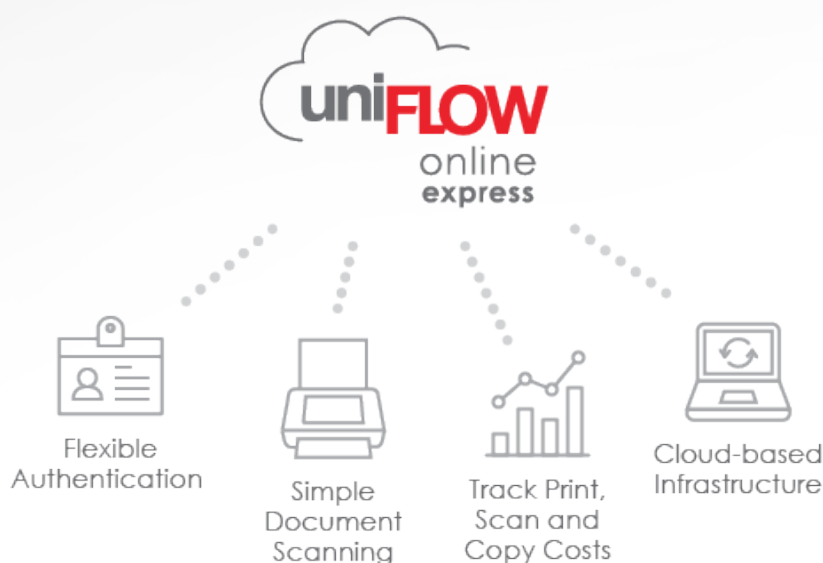 uniFLOW
online
express
Flexible
Authentication
Simple
Document
Scanning
Track Print,
Scan and
Copy Costs
Cloud-based
Infrastructure